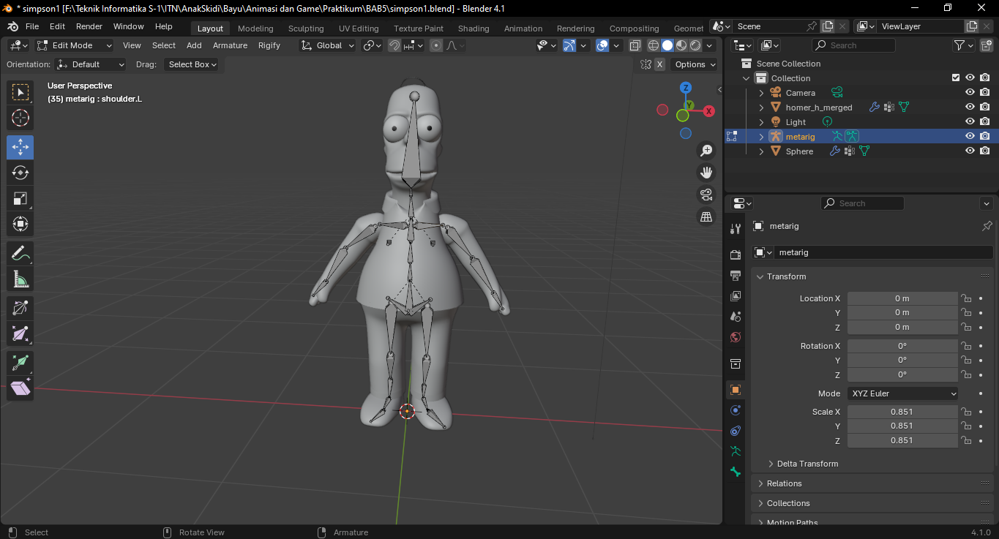 * simpson1 [F:\Teknik Informatika S-1\ITN\AnakSkidi\Bayu\Animasi dan Game\Praktikum\BAB5\simpson1.blend] - Blender 4.1
File Edit Render Window Help Layout Modeling Sculpting UV Editing Texture Paint Shading Animation Rendering Compositing Geomet Scene ViewLayer
Edit Mode View Select Add Armature Rigify Global Search
Orientation: Default Drag: Select Box X Options
User Perspective
(35) metarig : shoulder.L
Z
Y
X
Scene Collection
Collection
Camera
homer_h_merged
Light
metarig
Sphere
Search
metarig
metarig
Transform
Location X 0 m
Y 0 m
Z 0 m
Rotation X 0°
Y 0°
Z 0°
Mode XYZ Euler
Scale X 0.851
Y 0.851
Z 0.851
Delta Transform
Relations
Collections
Motion Paths
Select Rotate View Armature 4.1.0